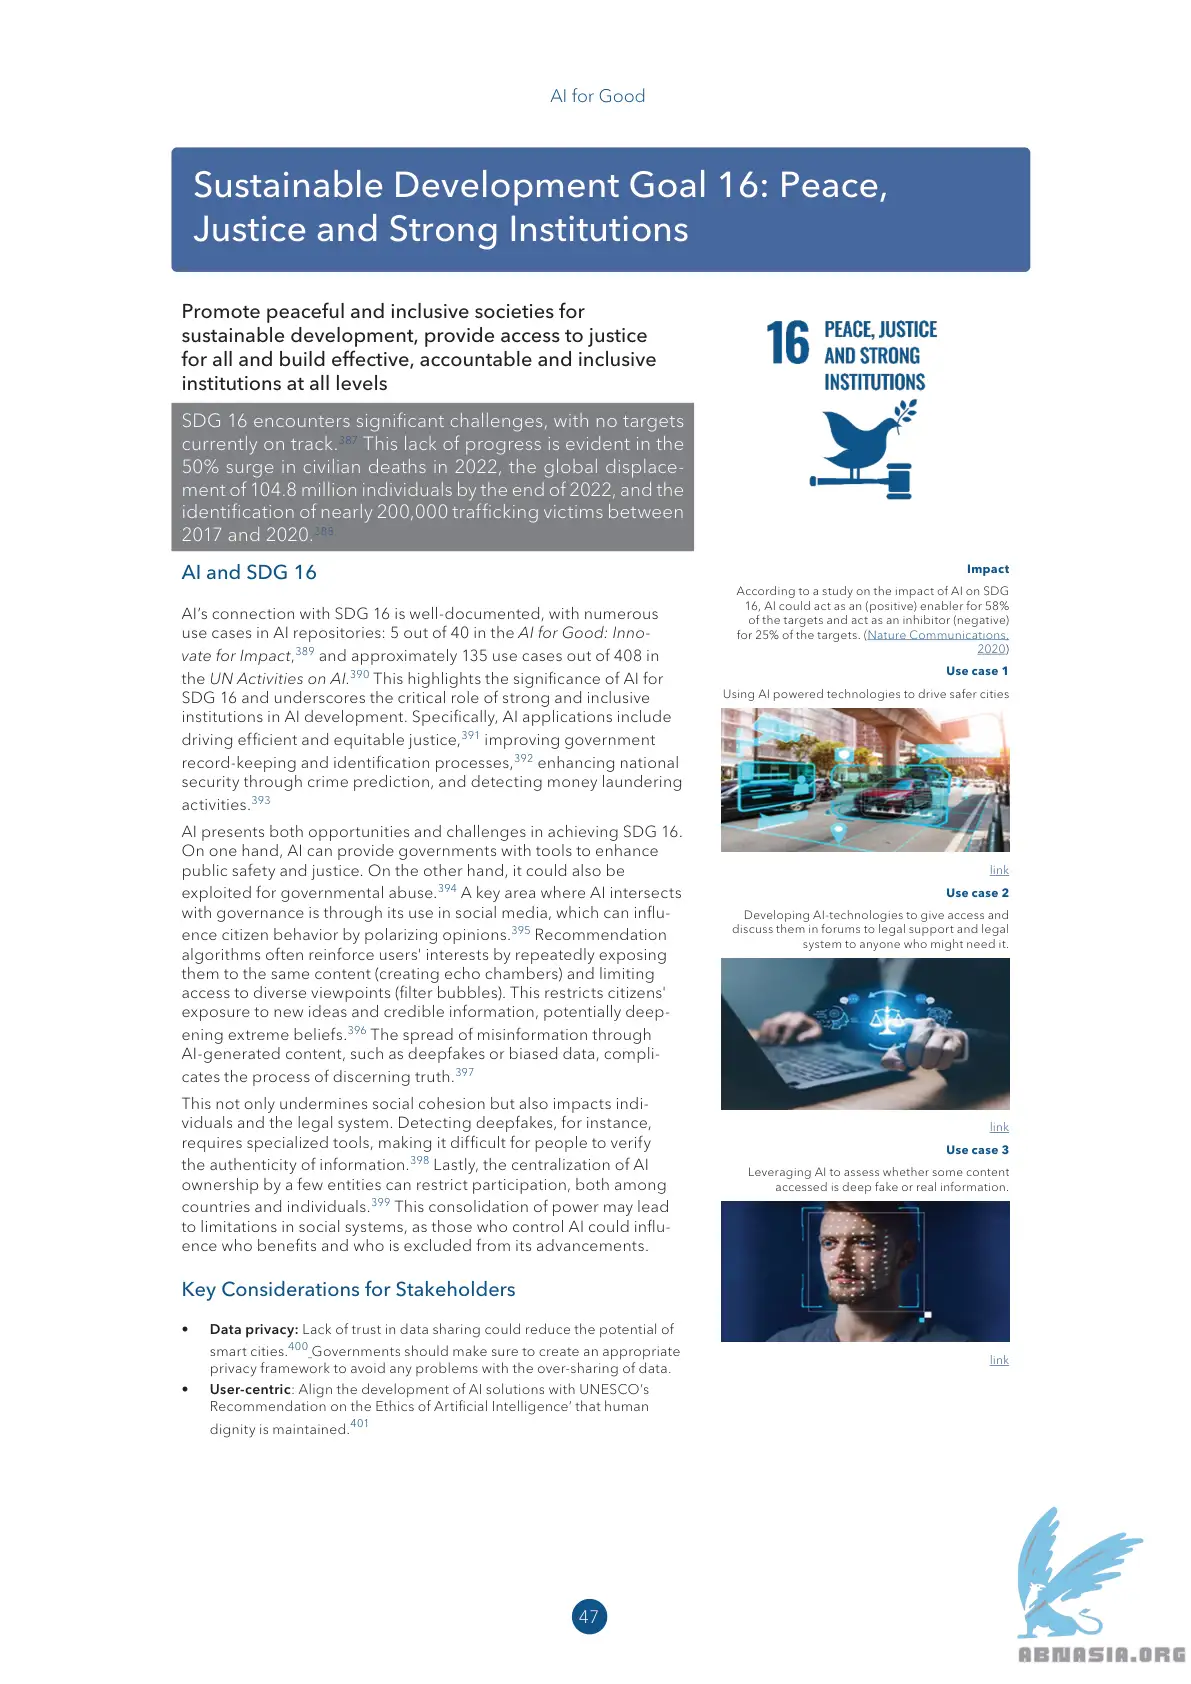 AI for Good
Sustainable Development Goal 16: Peace,
Justice and Strong Institutions
Promote peaceful and inclusive societies for
sustainable development, provide access to justice
for all and build effective, accountable and inclusive
institutions at all levels
SDG 16 encounters significant challenges, with no targets
currently on track.387 This lack of progress is evident in the
50% surge in civilian deaths in 2022, the global displace-
ment of 104.8 million individuals by the end of 2022, and the
identification of nearly 200,000 trafficking victims between
2017 and 2020.388
AI and SDG 16
AI's connection with SDG 16 is well-documented, with numerous
use cases in AI repositories: 5 out of 40 in the AI for Good: Inno-
vate for Impact,389 and approximately 135 use cases out of 408 in
the UN Activities on AI.390 This highlights the significance of AI for
SDG 16 and underscores the critical role of strong and inclusive
institutions in AI development. Specifically, AI applications include
driving efficient and equitable justice,391 improving government
record-keeping and identification processes,392 enhancing national
security through crime prediction, and detecting money laundering
activities.393
AI presents both opportunities and challenges in achieving SDG 16.
On one hand, AI can provide governments with tools to enhance
public safety and justice. On the other hand, it could also be
exploited for governmental abuse.394 A key area where AI intersects
with governance is through its use in social media, which can influ-
ence citizen behavior by polarizing opinions.395 Recommendation
algorithms often reinforce users' interests by repeatedly exposing
them to the same content (creating echo chambers) and limiting
access to diverse viewpoints (filter bubbles). This restricts citizens'
exposure to new ideas and credible information, potentially deep-
ening extreme beliefs.396 The spread of misinformation through
AI-generated content, such as deepfakes or biased data, compli-
cates the process of discerning truth.397
This not only undermines social cohesion but also impacts indi-
viduals and the legal system. Detecting deepfakes, for instance,
requires specialized tools, making it difficult for people to verify
the authenticity of information.398 Lastly, the centralization of AI
ownership by a few entities can restrict participation, both among
countries and individuals.399 This consolidation of power may lead
to limitations in social systems, as those who control AI could influ-
ence who benefits and who is excluded from its advancements.
Key Considerations for Stakeholders
• Data privacy: Lack of trust in data sharing could reduce the potential of
smart cities.400 Governments should make sure to create an appropriate
privacy framework to avoid any problems with the over-sharing of data.
• User-centric: Align the development of AI solutions with UNESCO's
Recommendation on the Ethics of Artificial Intelligence' that human
dignity is maintained.401
16 PEACE, JUSTICE
AND STRONG
INSTITUTIONS
Impact
According to a study on the impact of AI on SDG
16, AI could act as an (positive) enabler for 58%
of the targets and act as an inhibitor (negative)
for 25% of the targets. (Nature Communications,
2020)
Use case 1
Using AI powered technologies to drive safer cities
link
Use case 2
Developing AI-technologies to give access and
discuss them in forums to legal support and legal
system to anyone who might need it.
link
Use case 3
Leveraging AI to assess whether some content
accessed is deep fake or real information.
link
47
ABNASIA.ORG